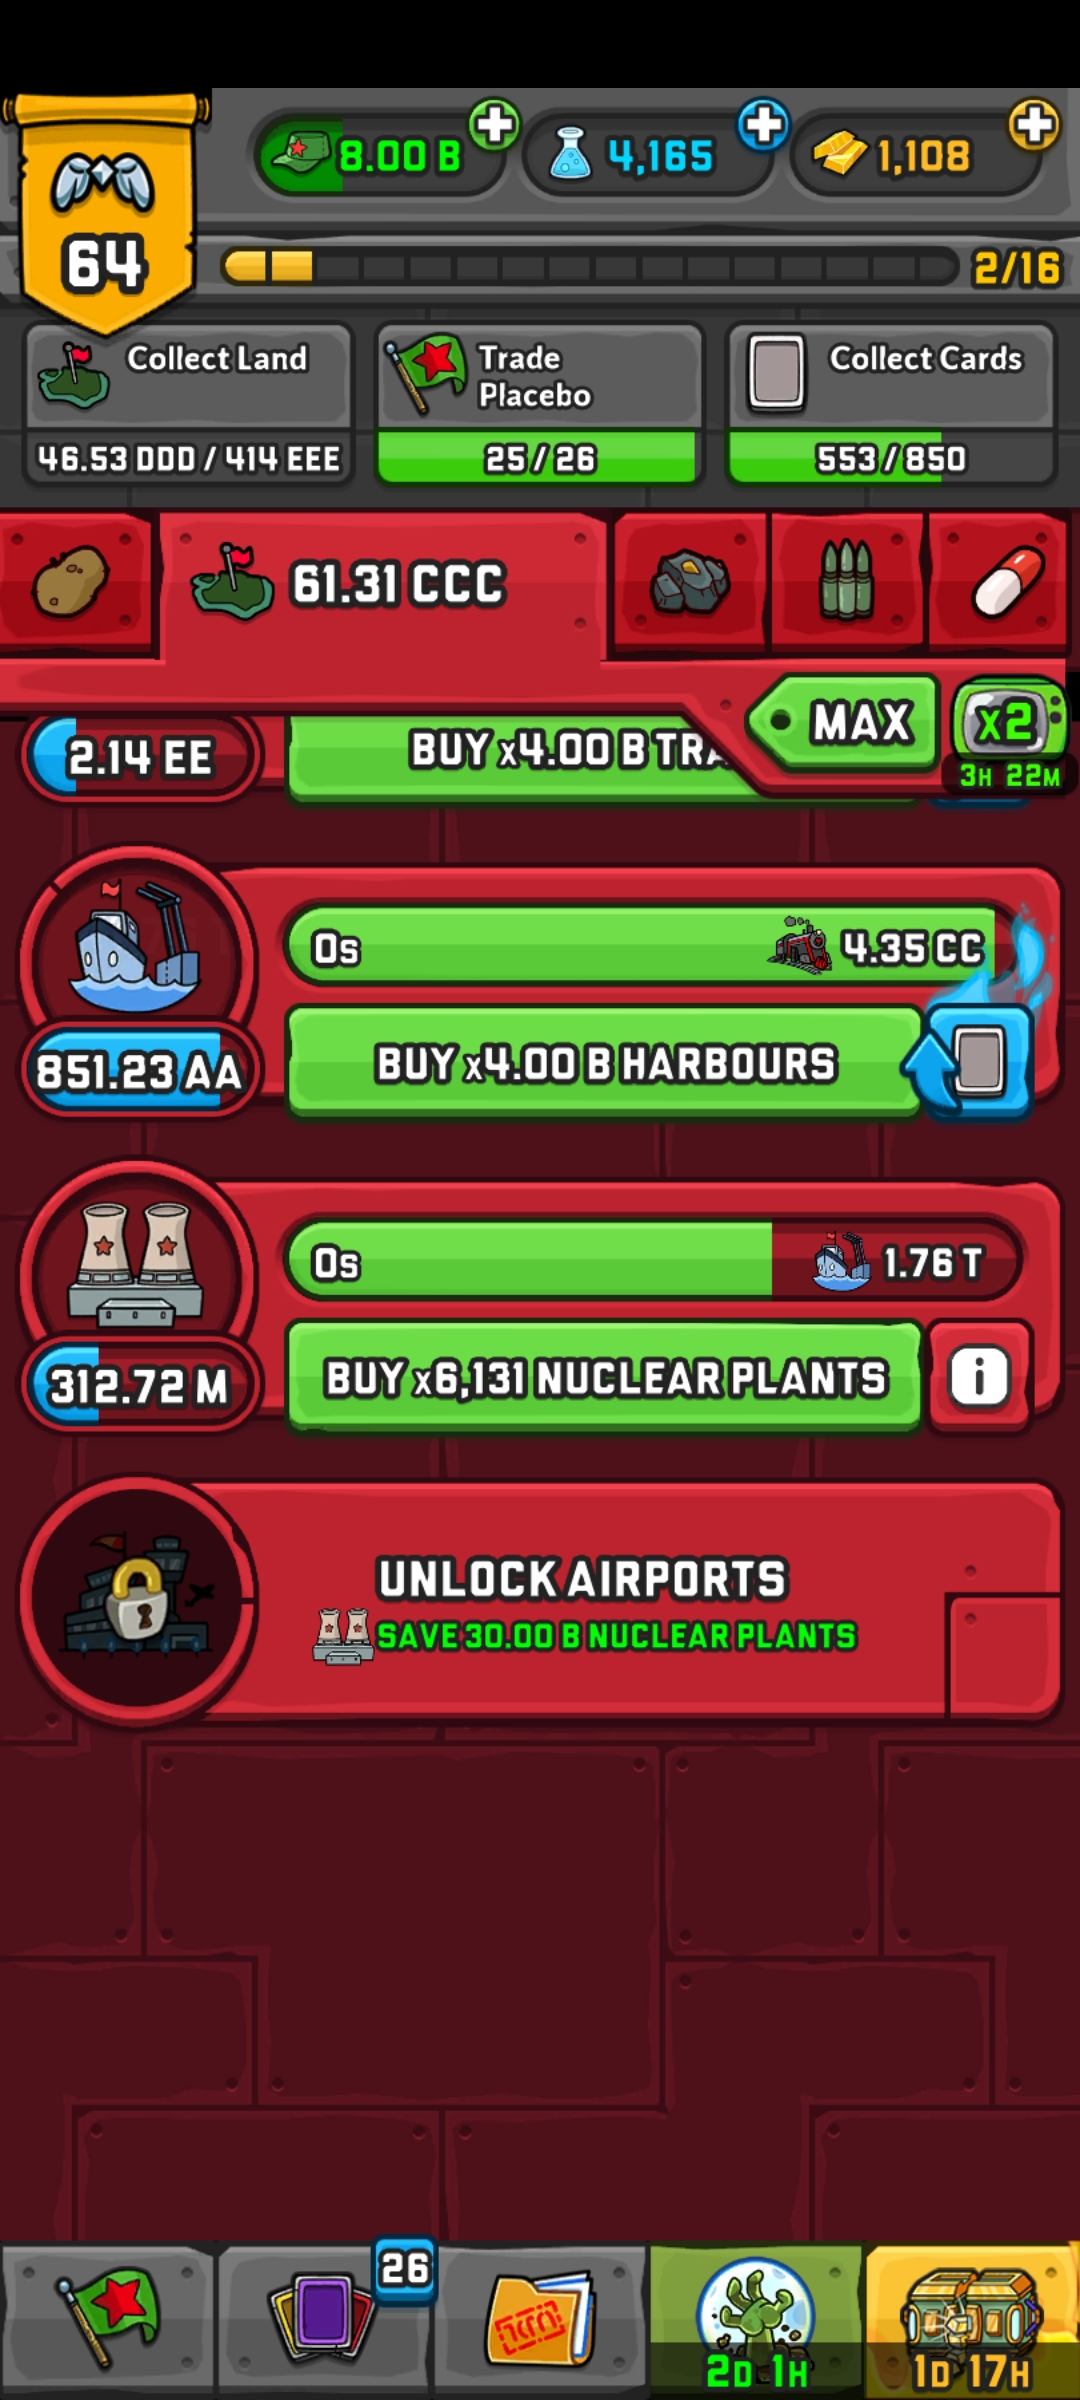 8.00 B
4,165
1,108
64
2/16
Collect Land
46.53 DDD / 414 EEE
Trade
Placebo
25 / 26
Collect Cards
553 / 850
61.31 CCC
MAX
x2
3H 22M
2.14 EE
BUY x4.00 B TRA
0s
4.35 CC
851.23 AA
BUY x4.00 B HARBOURS
0s
1.76 T
312.72 M
BUY x6,131 NUCLEAR PLANTS
i
UNLOCK AIRPORTS
SAVE 30.00 B NUCLEAR PLANTS
26
2D 1H
1D 17H